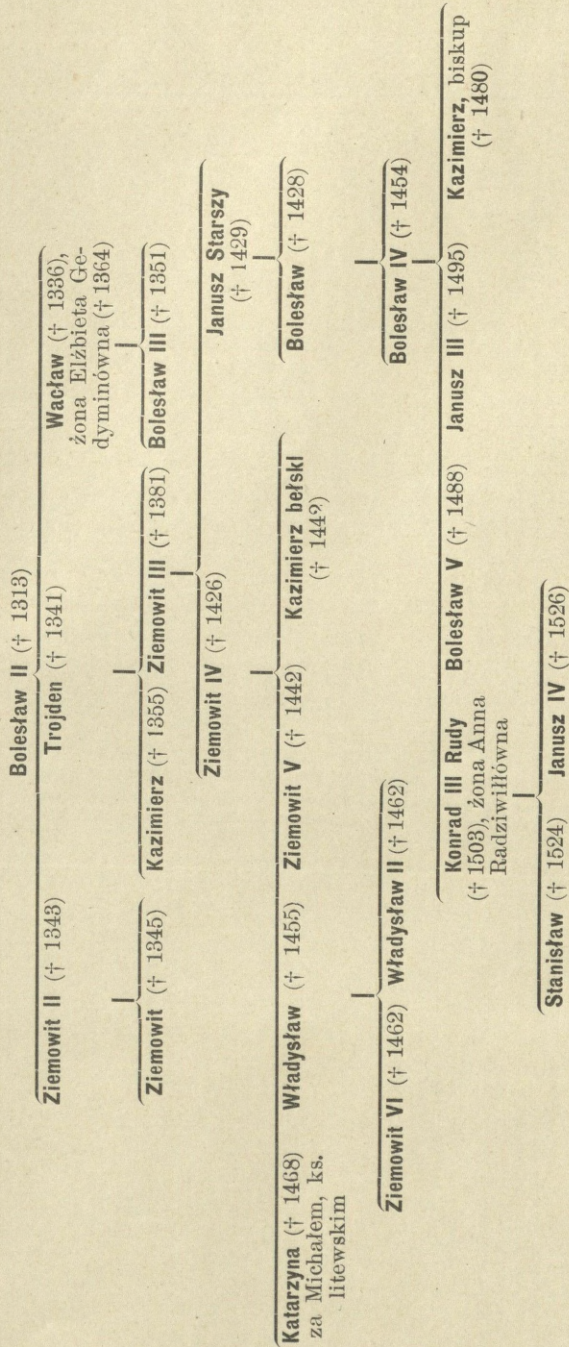 Bolesław II († 1313)
Ziemowit II († 1343)
Trojden († 1341)
Wacław († 1336),
żona Elżbieta Ge-
dyminówna († 1364)
Ziemowit († 1345)
Kazimierz († 1355)
Ziemowit III († 1381)
Bolesław III († 1351)
Ziemowit IV († 1426)
Janusz Starszy
(† 1429)
Katarzyna († 1468)
za Michałem, ks.
litewskim
Władysław († 1455)
Ziemowit V († 1442)
Kazimierz bełski
(† 1442)
Bolesław († 1428)
Ziemowit VI († 1462)
Władysław II († 1462)
Bolesław IV († 1454)
Konrad III Rudy
(† 1503), żona Anna
Radziwiłłówna
Bolesław V († 1488)
Janusz III († 1495)
Kazimierz, biskup
(† 1480)
Stanisław († 1524)
Janusz IV († 1526)